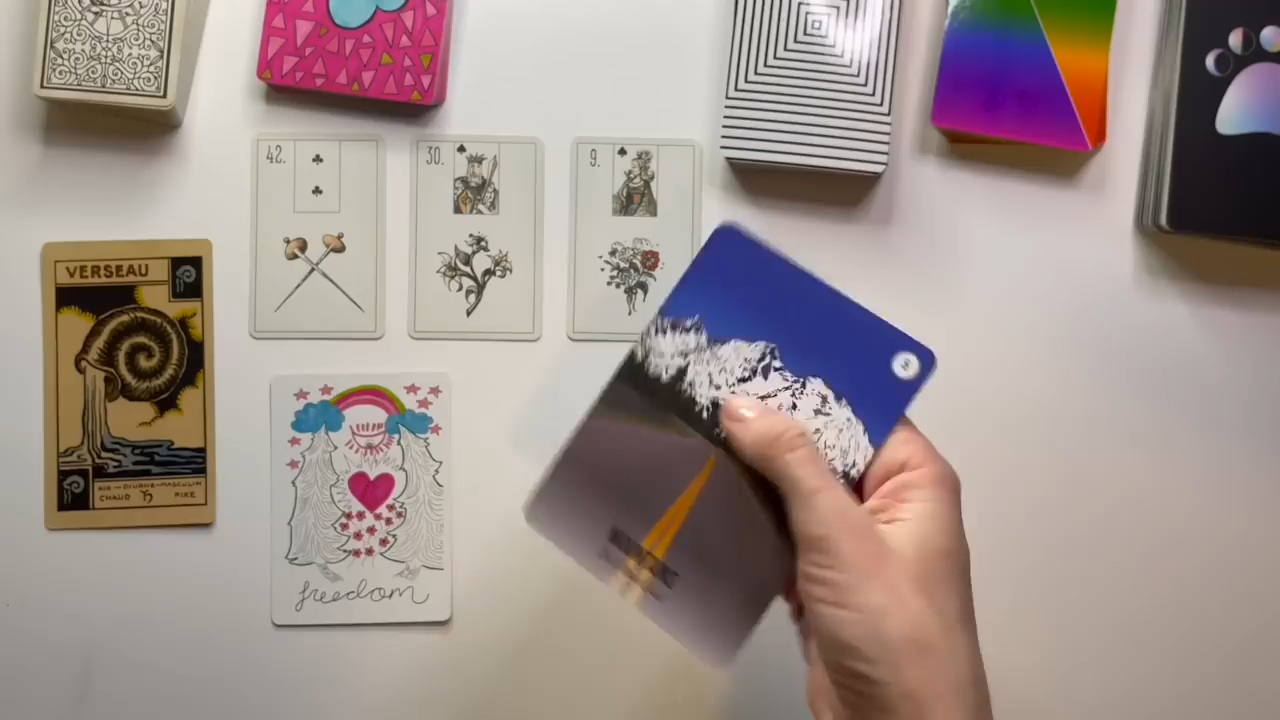 42.
30.
9.
VERSEAU
AIR — DIURNE — MASCULIN
CHAUD
FIXE
freedom